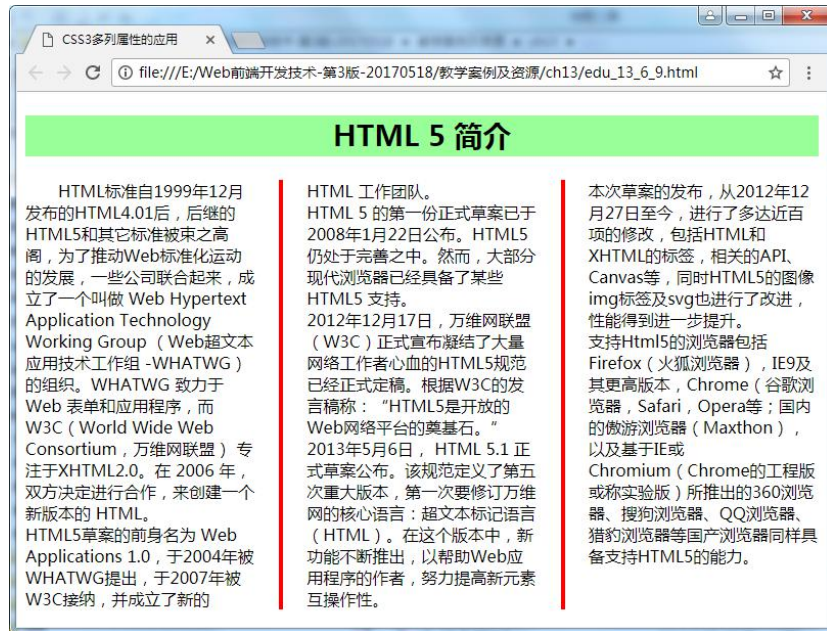 CSS3多列属性的应用
file:///E:/Web前端开发技术-第3版-20170518/教学案例及资源/ch13/edu_13_6_9.html
HTML 5 简介
HTML标准自1999年12月
发布的HTML4.01后，后继的
HTML5和其它标准被束之高
阁，为了推动Web标准化运动
的发展，一些公司联合起来，成
立了一个叫做 Web Hypertext
Application Technology
Working Group （Web超文本
应用技术工作组 -WHATWG）
的组织。WHATWG 致力于
Web 表单和应用程序，而
W3C（World Wide Web
Consortium，万维网联盟） 专
注于XHTML2.0。在 2006 年，
双方决定进行合作，来创建一个
新版本的 HTML。
HTML5草案的前身名为 Web
Applications 1.0，于2004年被
WHATWG提出，于2007年被
W3C接纳，并成立了新的
HTML 工作团队。
HTML 5 的第一份正式草案已于
2008年1月22日公布。HTML5
仍处于完善之中。然而，大部分
现代浏览器已经具备了某些
HTML5 支持。
2012年12月17日，万维网联盟
（W3C）正式宣布凝结了大量
网络工作者心血的HTML5规范
已经正式定稿。根据W3C的发
言稿称：“HTML5是开放的
Web网络平台的奠基石。”
2013年5月6日， HTML 5.1 正
式草案公布。该规范定义了第五
次重大版本，第一次要修订万维
网的核心语言：超文本标记语言
（HTML）。在这个版本中，新
功能不断推出，以帮助Web应
用程序的作者，努力提高新元素
互操作性。
本次草案的发布，从2012年12
月27日至今，进行了多达近百
项的修改，包括HTML和
XHTML的标签，相关的API、
Canvas等，同时HTML5的图像
img标签及svg也进行了改进，
性能得到进一步提升。
支持Html5的浏览器包括
Firefox（火狐浏览器），IE9及
其更高版本，Chrome（谷歌浏
览器，Safari，Opera等；国内
的傲游浏览器（Maxthon），
以及基于IE或
Chromium（Chrome的工程版
或称实验版）所推出的360浏览
器、搜狗浏览器、QQ浏览器、
猎豹浏览器等国产浏览器同样具
备支持HTML5的能力。